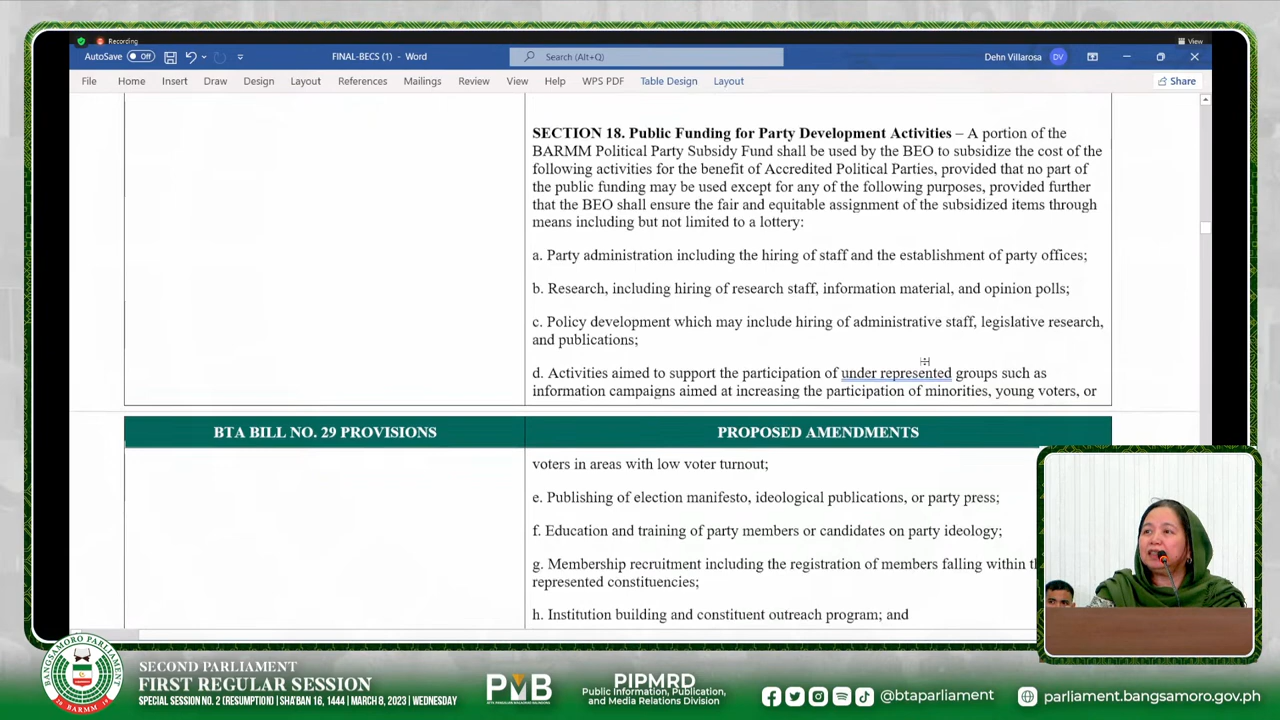 Recording
View
AutoSave Off
FINAL-BECS (1) - Word
Search (Alt+Q)
Dehn Villarosa
DV
File Home Insert Draw Design Layout References Mailings Review View Help WPS PDF Table Design Layout
Share
SECTION 18. Public Funding for Party Development Activities – A portion of the
BARMM Political Party Subsidy Fund shall be used by the BEO to subsidize the cost of the
following activities for the benefit of Accredited Political Parties, provided that no part of
the public funding may be used except for any of the following purposes, provided further
that the BEO shall ensure the fair and equitable assignment of the subsidized items through
means including but not limited to a lottery:
a. Party administration including the hiring of staff and the establishment of party offices;
b. Research, including hiring of research staff, information material, and opinion polls;
c. Policy development which may include hiring of administrative staff, legislative research,
and publications;
d. Activities aimed to support the participation of under represented groups such as
information campaigns aimed at increasing the participation of minorities, young voters, or
BTA BILL NO. 29 PROVISIONS
PROPOSED AMENDMENTS
voters in areas with low voter turnout;
e. Publishing of election manifesto, ideological publications, or party press;
f. Education and training of party members or candidates on party ideology;
g. Membership recruitment including the registration of members falling within
represented constituencies;
h. Institution building and constituent outreach program; and
BANGSAMORO PARLIAMENT
BARMM
SECOND PARLIAMENT
FIRST REGULAR SESSION
SPECIAL SESSION NO. 2 (RESUMPTION) | SHA'BAN 16, 1444 | MARCH 8, 2023 | WEDNESDAY
PMB
PIPMRD
Public Information, Publication,
and Media Relations Division
@btaparliament
parliament.bangsamoro.gov.ph